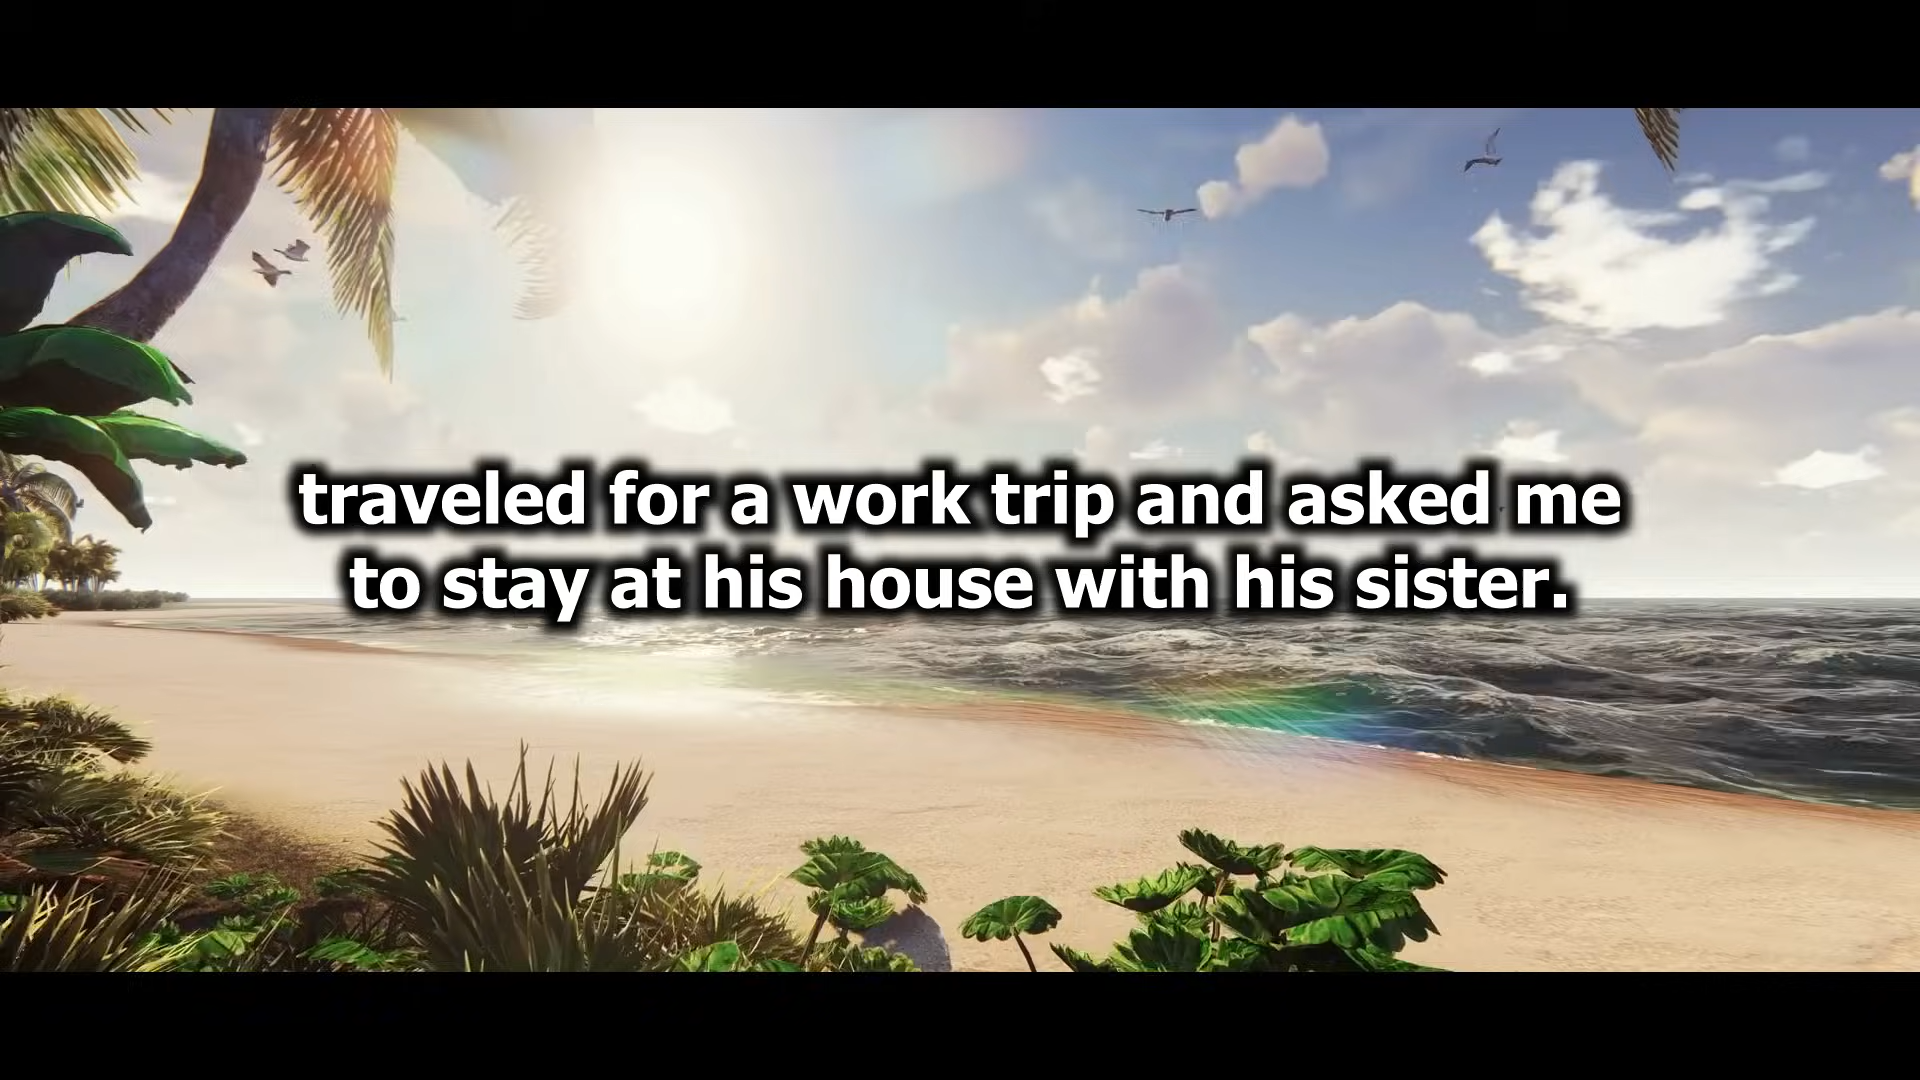 traveled for a work trip and asked me
to stay at his house with his sister.